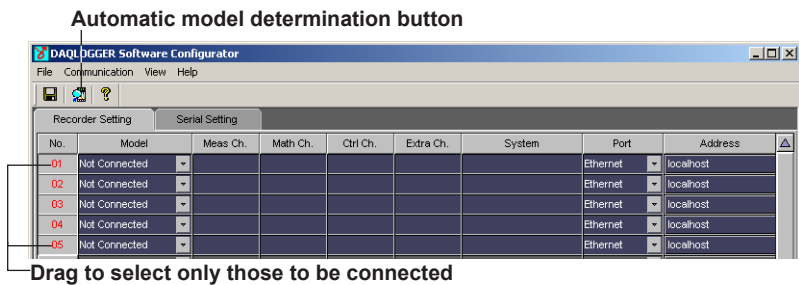 Automatic model determination button
DAQLOGGER Software Configurator
File Communication View Help
Recorder Setting Serial Setting
No. Model Meas Ch. Math Ch. Ctrl Ch. Extra Ch. System Port Address
01 Not Connected Ethernet localhost
02 Not Connected Ethernet localhost
03 Not Connected Ethernet localhost
04 Not Connected Ethernet localhost
05 Not Connected Ethernet localhost
Drag to select only those to be connected